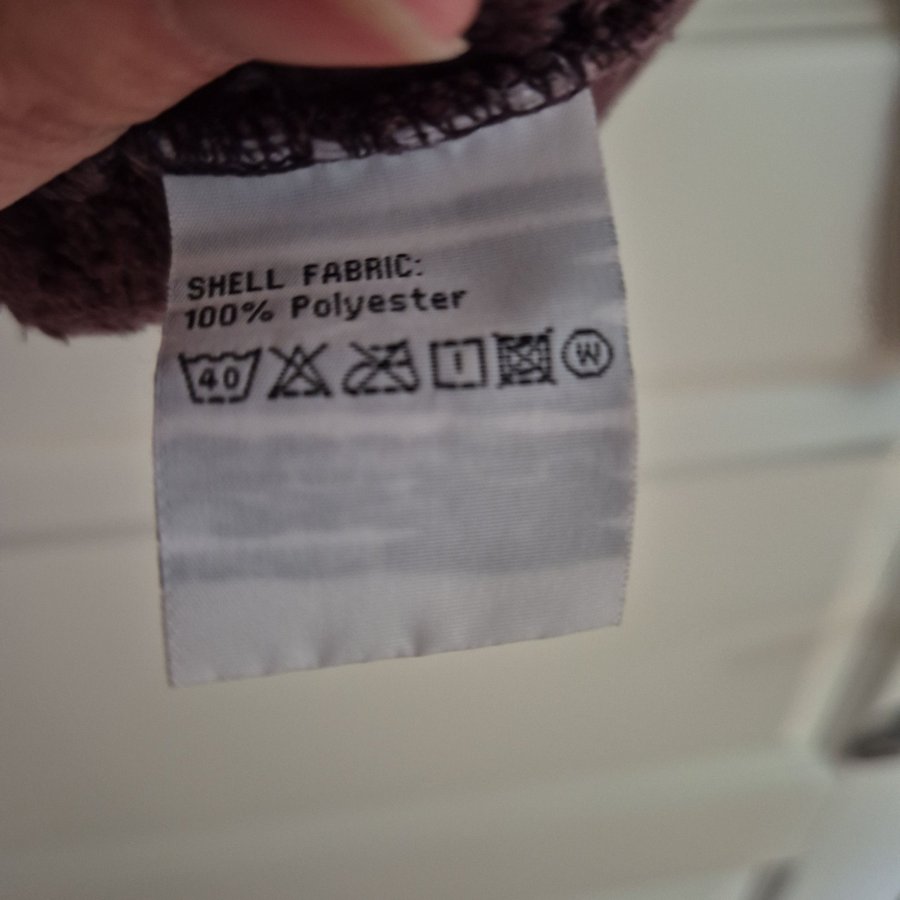 SHELL FABRIC:
100% Polyester
40 W